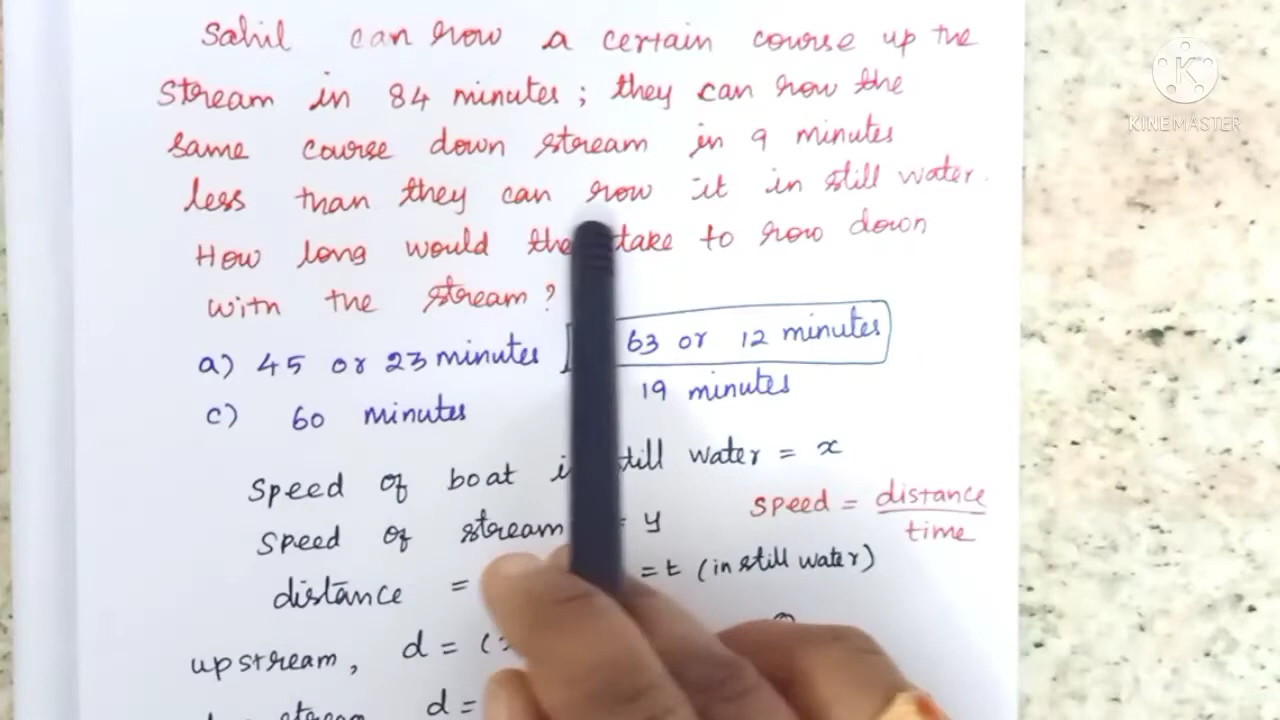 Sahil can row a certain course up the
stream in 84 minutes; they can row the
same course down stream in 9 minutes
less than they can row it in still water.
How long would the take to row down
with the stream?
a) 45 or 23 minutes 63 or 12 minutes
c) 60 minutes 19 minutes
Speed of boat i till water = x
Speed of stream = y speed = distance
time
distance = = t (in still water)
upstream, d = (
stream d =
KINEMASTER